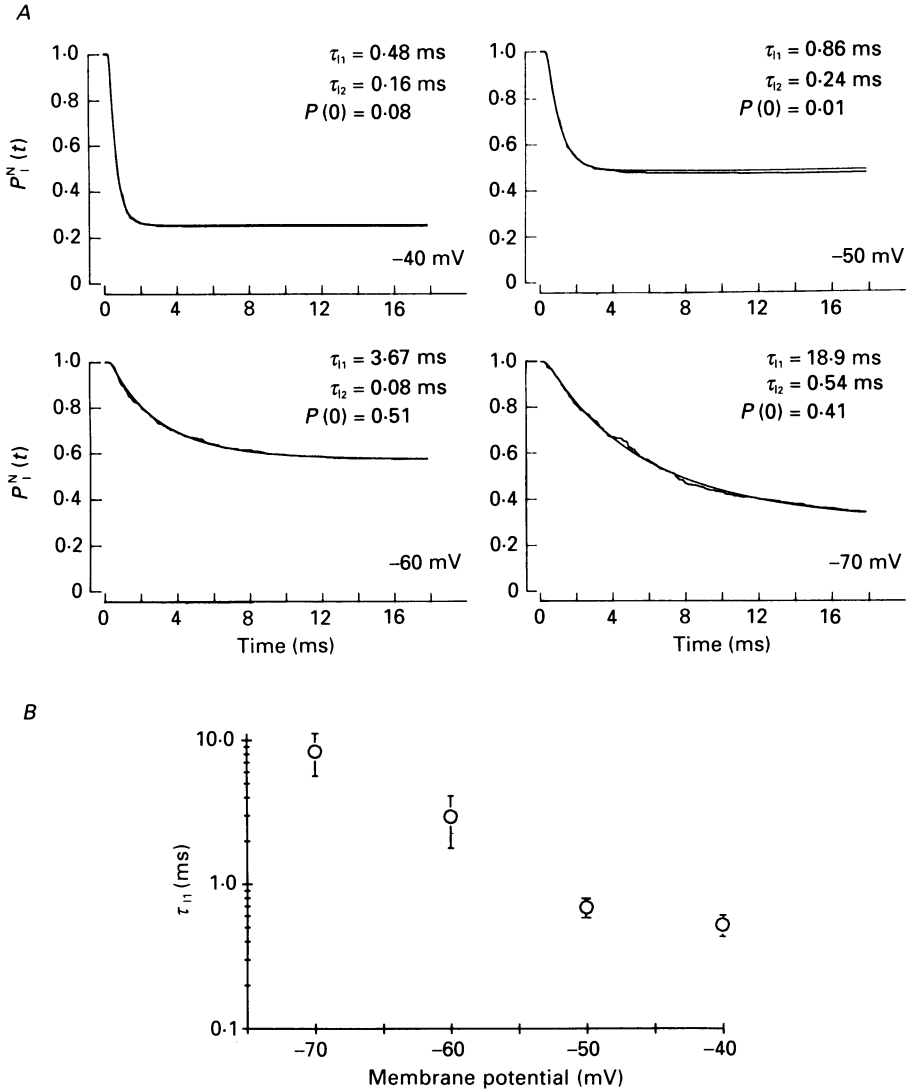 A
1·0
0·8
0·6
0·4
0·2
0
P_I^N (t)
τ_I1 = 0·48 ms
τ_I2 = 0·16 ms
P (0) = 0·08
−40 mV
0 4 8 12 16
1·0
0·8
0·6
0·4
0·2
0
τ_I1 = 0·86 ms
τ_I2 = 0·24 ms
P (0) = 0·01
−50 mV
0 4 8 12 16
1·0
0·8
0·6
0·4
0·2
0
P_I^N (t)
τ_I1 = 3·67 ms
τ_I2 = 0·08 ms
P (0) = 0·51
−60 mV
0 4 8 12 16
Time (ms)
1·0
0·8
0·6
0·4
0·2
0
τ_I1 = 18·9 ms
τ_I2 = 0·54 ms
P (0) = 0·41
−70 mV
0 4 8 12 16
Time (ms)
B
10·0
1·0
0·1
τ_I1 (ms)
−70 −60 −50 −40
Membrane potential (mV)